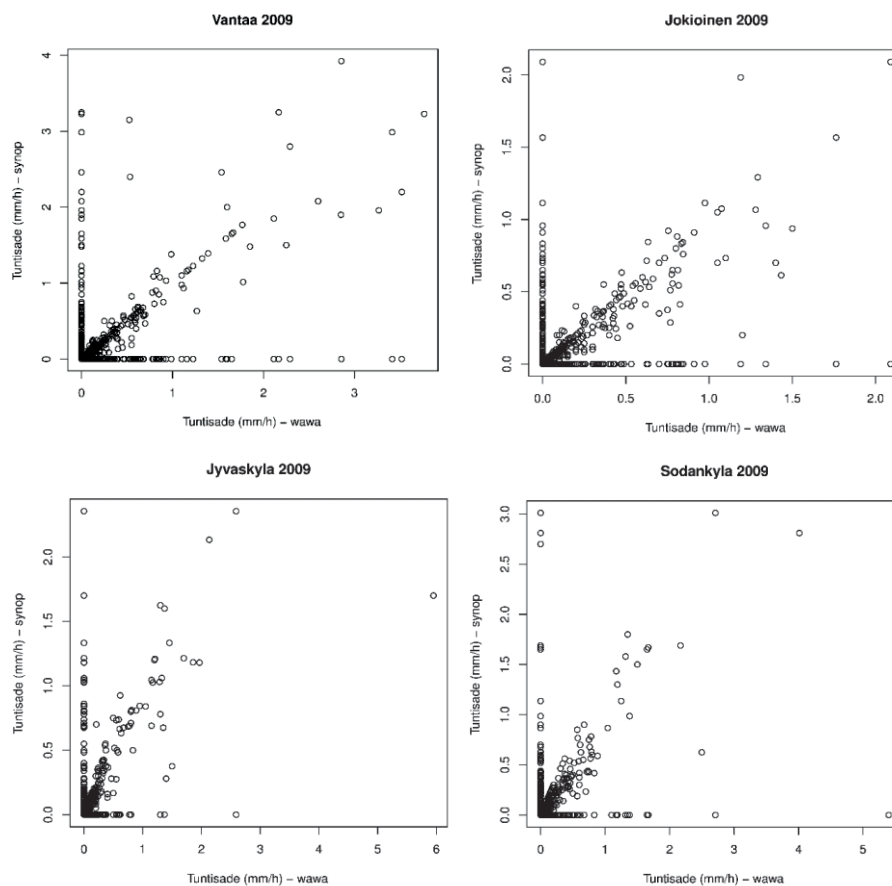 Vantaa 2009
Tuntisade (mm/h) – synop
4
3
2
1
0
0 1 2 3
Tuntisade (mm/h) – wawa
Jokioinen 2009
Tuntisade (mm/h) – synop
2.0
1.5
1.0
0.5
0.0
0.0 0.5 1.0 1.5 2.0
Tuntisade (mm/h) – wawa
Jyvaskyla 2009
Tuntisade (mm/h) – synop
2.0
1.5
1.0
0.5
0.0
0 1 2 3 4 5 6
Tuntisade (mm/h) – wawa
Sodankyla 2009
Tuntisade (mm/h) – synop
3.0
2.5
2.0
1.5
1.0
0.5
0.0
0 1 2 3 4 5
Tuntisade (mm/h) – wawa